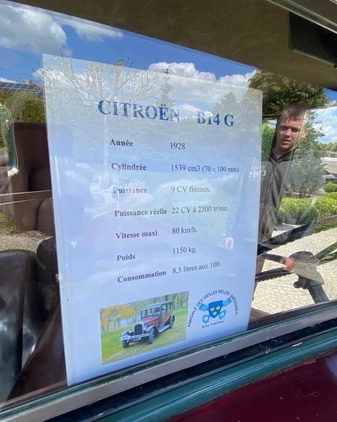 CITROËN B14 G
Année 1928
Cylindrée 1539 cm3 (70 x 100 mm)
Puissance 9 CV fiscaux.
Puissance réelle 22 CV à 2300 tr/mn.
Vitesse maxi 80 km/h.
Poids 1150 kg.
Consommation 8,5 litres aux 100.